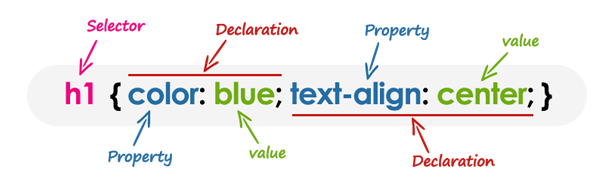 Selector
Declaration
Property
value
h1 { color: blue; text-align: center; }
Property
value
Declaration